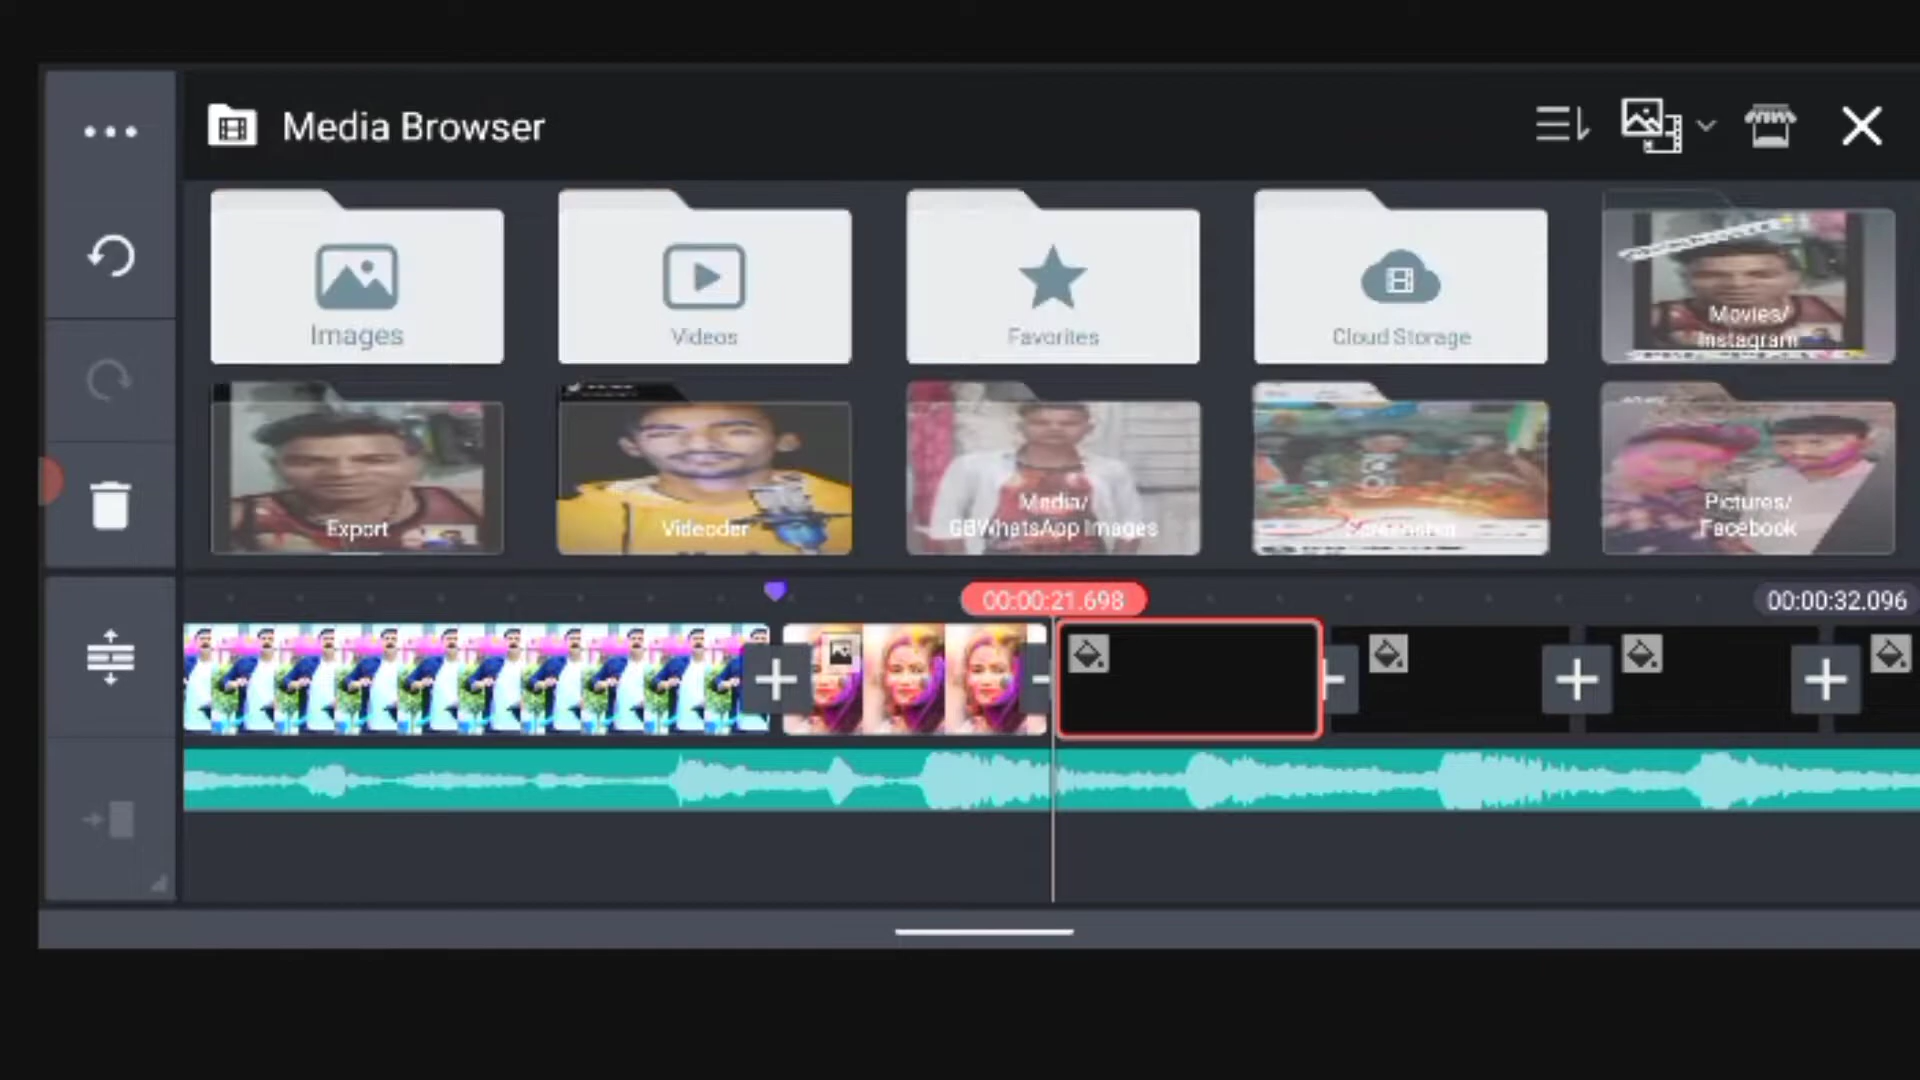 Media Browser
Images
Videos
Favorites
Cloud Storage
Movies/
Instagram
Export
Videoder
Media/
GBWhatsApp Images
Screenshot
Pictures/
Facebook
00:00:21.698
00:00:32.096